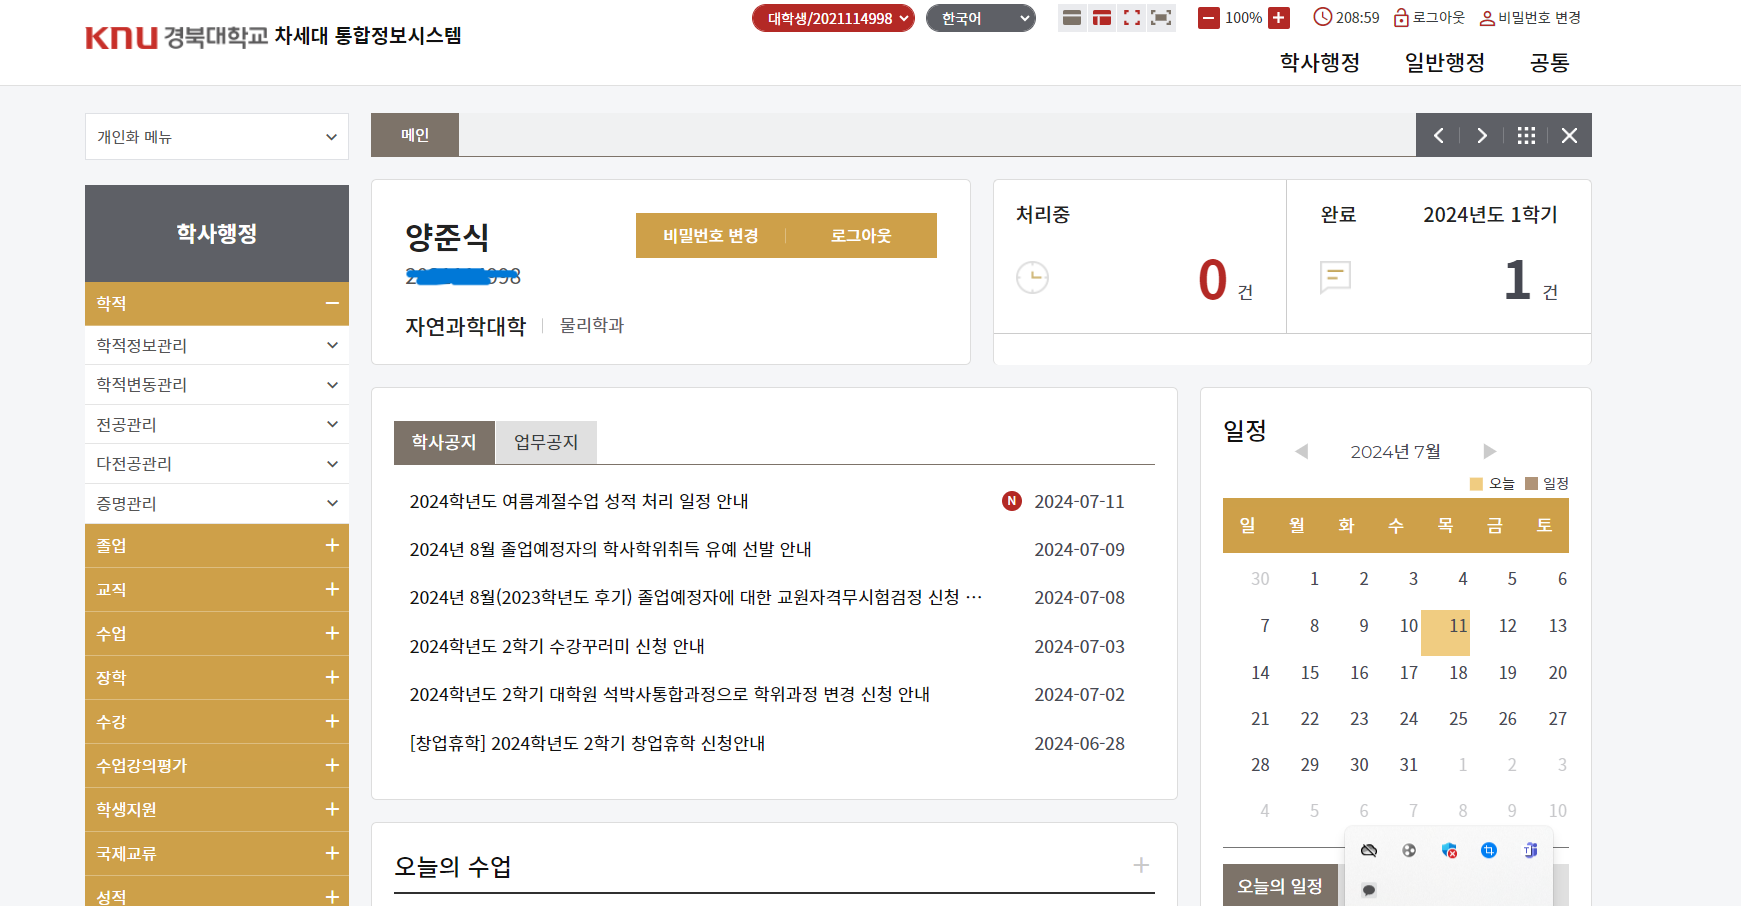 대학생/2021114998 한국어 100% 208:59 로그아웃 비밀번호 변경
KNU 경북대학교 차세대 통합정보시스템
학사행정 일반행정 공통
개인화 메뉴
메인
학사행정
학적
학적정보관리
학적변동관리
전공관리
다전공관리
증명관리
졸업
교직
수업
장학
수강
수업강의평가
학생지원
국제교류
성적
양준식
비밀번호 변경 로그아웃
자연과학대학 물리학과
처리중
0 건
완료 2024년도 1학기
1 건
학사공지 업무공지
2024학년도 여름계절수업 성적 처리 일정 안내 N 2024-07-11
2024년 8월 졸업예정자의 학사학위취득 유예 선발 안내 2024-07-09
2024년 8월(2023학년도 후기) 졸업예정자에 대한 교원자격무시험검정 신청 … 2024-07-08
2024학년도 2학기 수강꾸러미 신청 안내 2024-07-03
2024학년도 2학기 대학원 석박사통합과정으로 학위과정 변경 신청 안내 2024-07-02
[창업휴학] 2024학년도 2학기 창업휴학 신청안내 2024-06-28
오늘의 수업
일정
2024년 7월
오늘 일정
일 월 화 수 목 금 토
30 1 2 3 4 5 6
7 8 9 10 11 12 13
14 15 16 17 18 19 20
21 22 23 24 25 26 27
28 29 30 31 1 2 3
4 5 6 7 8 9 10
오늘의 일정